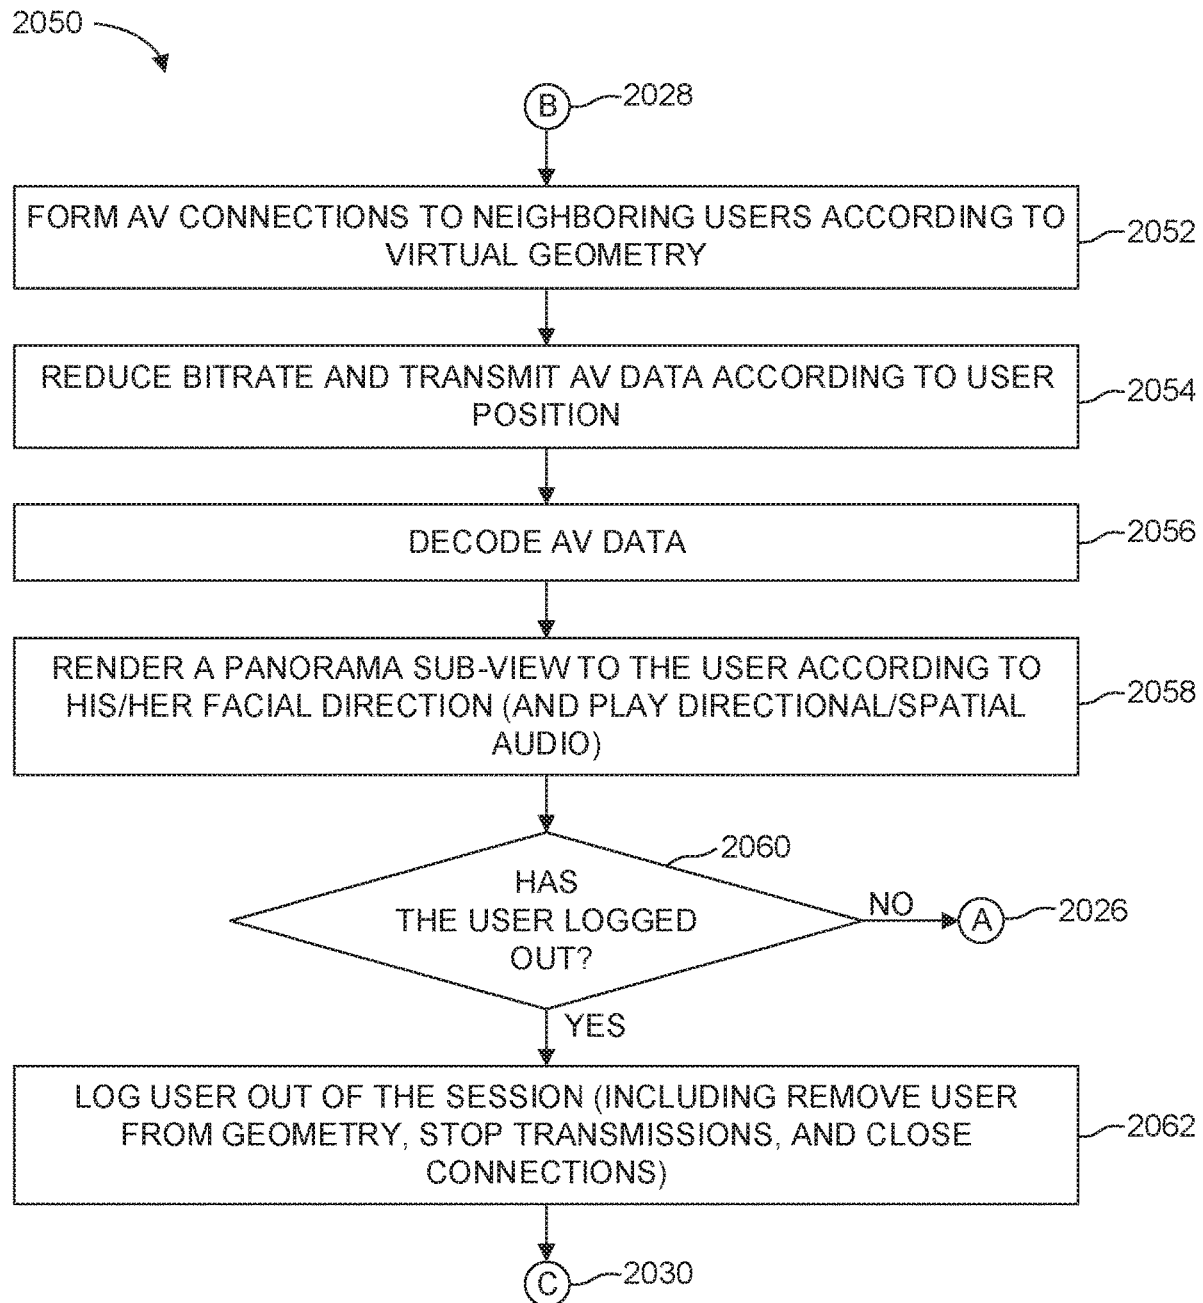 2050
B
2028
FORM AV CONNECTIONS TO NEIGHBORING USERS ACCORDING TO
VIRTUAL GEOMETRY
2052
REDUCE BITRATE AND TRANSMIT AV DATA ACCORDING TO USER
POSITION
2054
DECODE AV DATA
2056
RENDER A PANORAMA SUB-VIEW TO THE USER ACCORDING TO
HIS/HER FACIAL DIRECTION (AND PLAY DIRECTIONAL/SPATIAL
AUDIO)
2058
2060
HAS
THE USER LOGGED
OUT?
NO
A
2026
YES
LOG USER OUT OF THE SESSION (INCLUDING REMOVE USER
FROM GEOMETRY, STOP TRANSMISSIONS, AND CLOSE
CONNECTIONS)
2062
C
2030